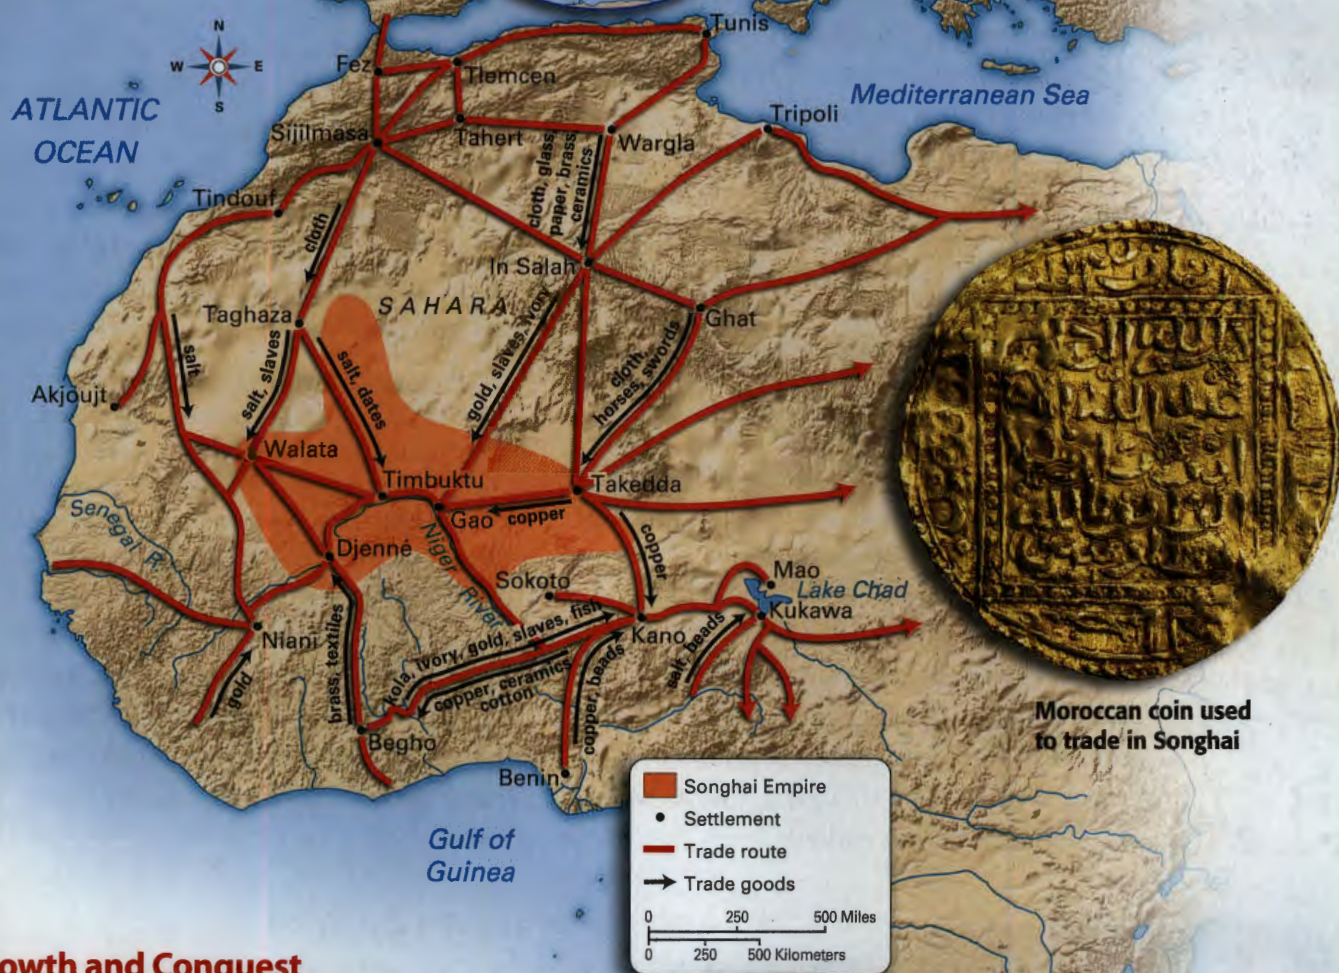 N
W
E
S
ATLANTIC
OCEAN
Mediterranean Sea
Tunis
Fez
Tlemcen
Tripoli
Sijilmasa
Tahert
Wargla
cloth, glass,
paper, brass,
ceramics
Tindouf
cloth
In Salah
SAHARA
Taghaza
Ghat
salt
salt, slaves
salt, dates
gold, slaves, ivory
cloth,
horses, swords
Akjoujt
Walata
Timbuktu
Takedda
Gao
copper
Senegal R.
Niger River
Djenné
copper
Sokoto
Mao
Lake Chad
Kukawa
Niani
Kano
gold
brass, textiles
kola, ivory, gold, slaves, fish
copper, ceramics
cotton
copper, beads
salt, beads
Begho
Benin
Gulf of
Guinea
Moroccan coin used
to trade in Songhai
Songhai Empire
Settlement
Trade route
Trade goods
0 250 500 Miles
0 250 500 Kilometers
owth and Conquest